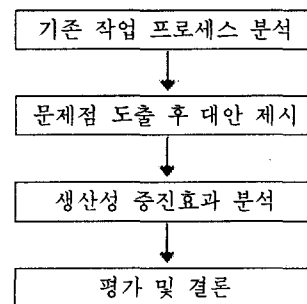 기존 작업 프로세스 분석
문제점 도출 후 대안 제시
생산성 증진효과 분석
평가 및 결론